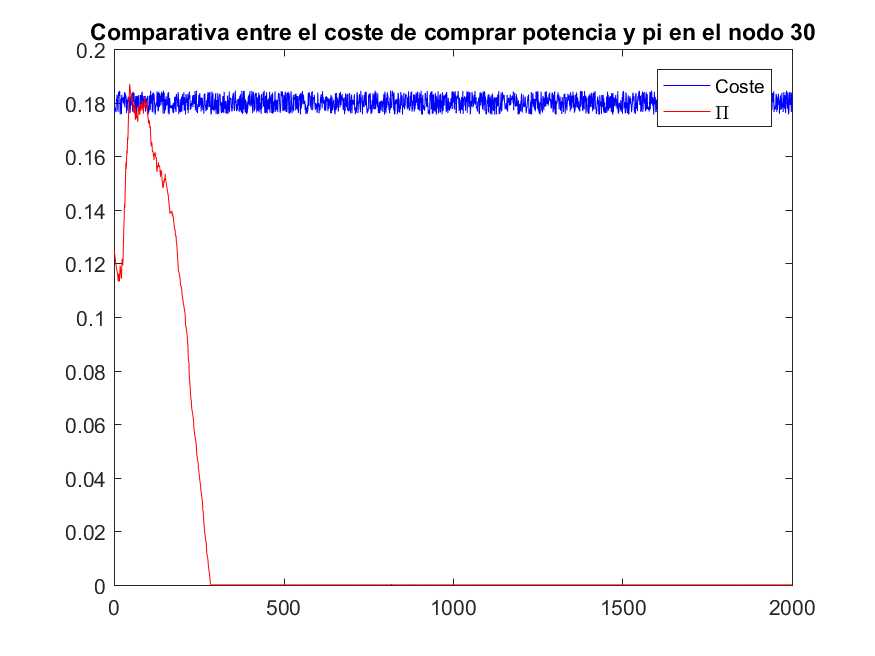 Comparativa entre el coste de comprar potencia y pi en el nodo 30
0.2
0.18
0.16
0.14
0.12
0.1
0.08
0.06
0.04
0.02
0
Coste
Π
0 500 1000 1500 2000